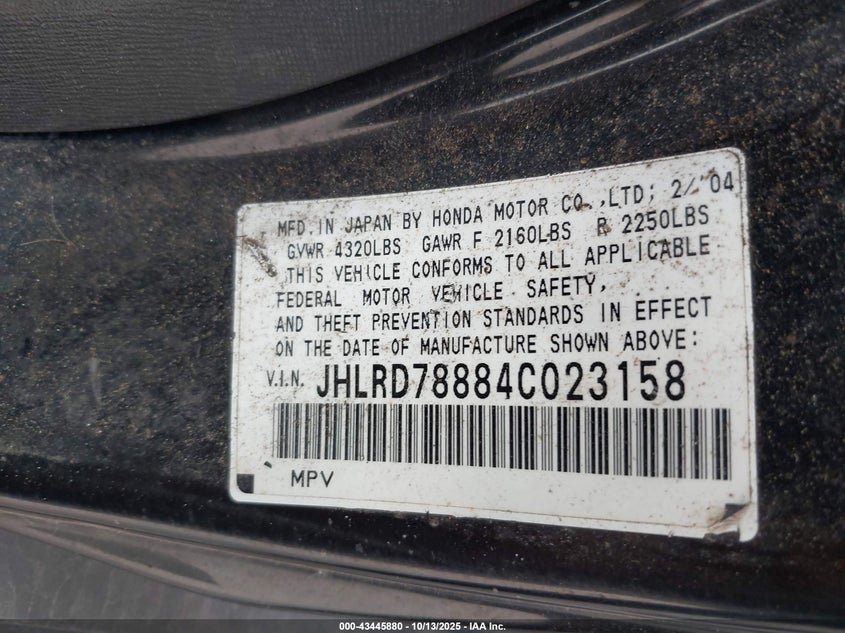 MFD. IN JAPAN BY HONDA MOTOR CO.,LTD; 2/'04
GVWR 4320LBS GAWR F 2160LBS R 2250LBS
THIS VEHICLE CONFORMS TO ALL APPLICABLE
FEDERAL MOTOR VEHICLE SAFETY,
AND THEFT PREVENTION STANDARDS IN EFFECT
ON THE DATE OF MANUFACTURE SHOWN ABOVE:
V.I.N. JHLRD78884C023158
MPV
000-43445880 - 10/13/2025 - IAA Inc.